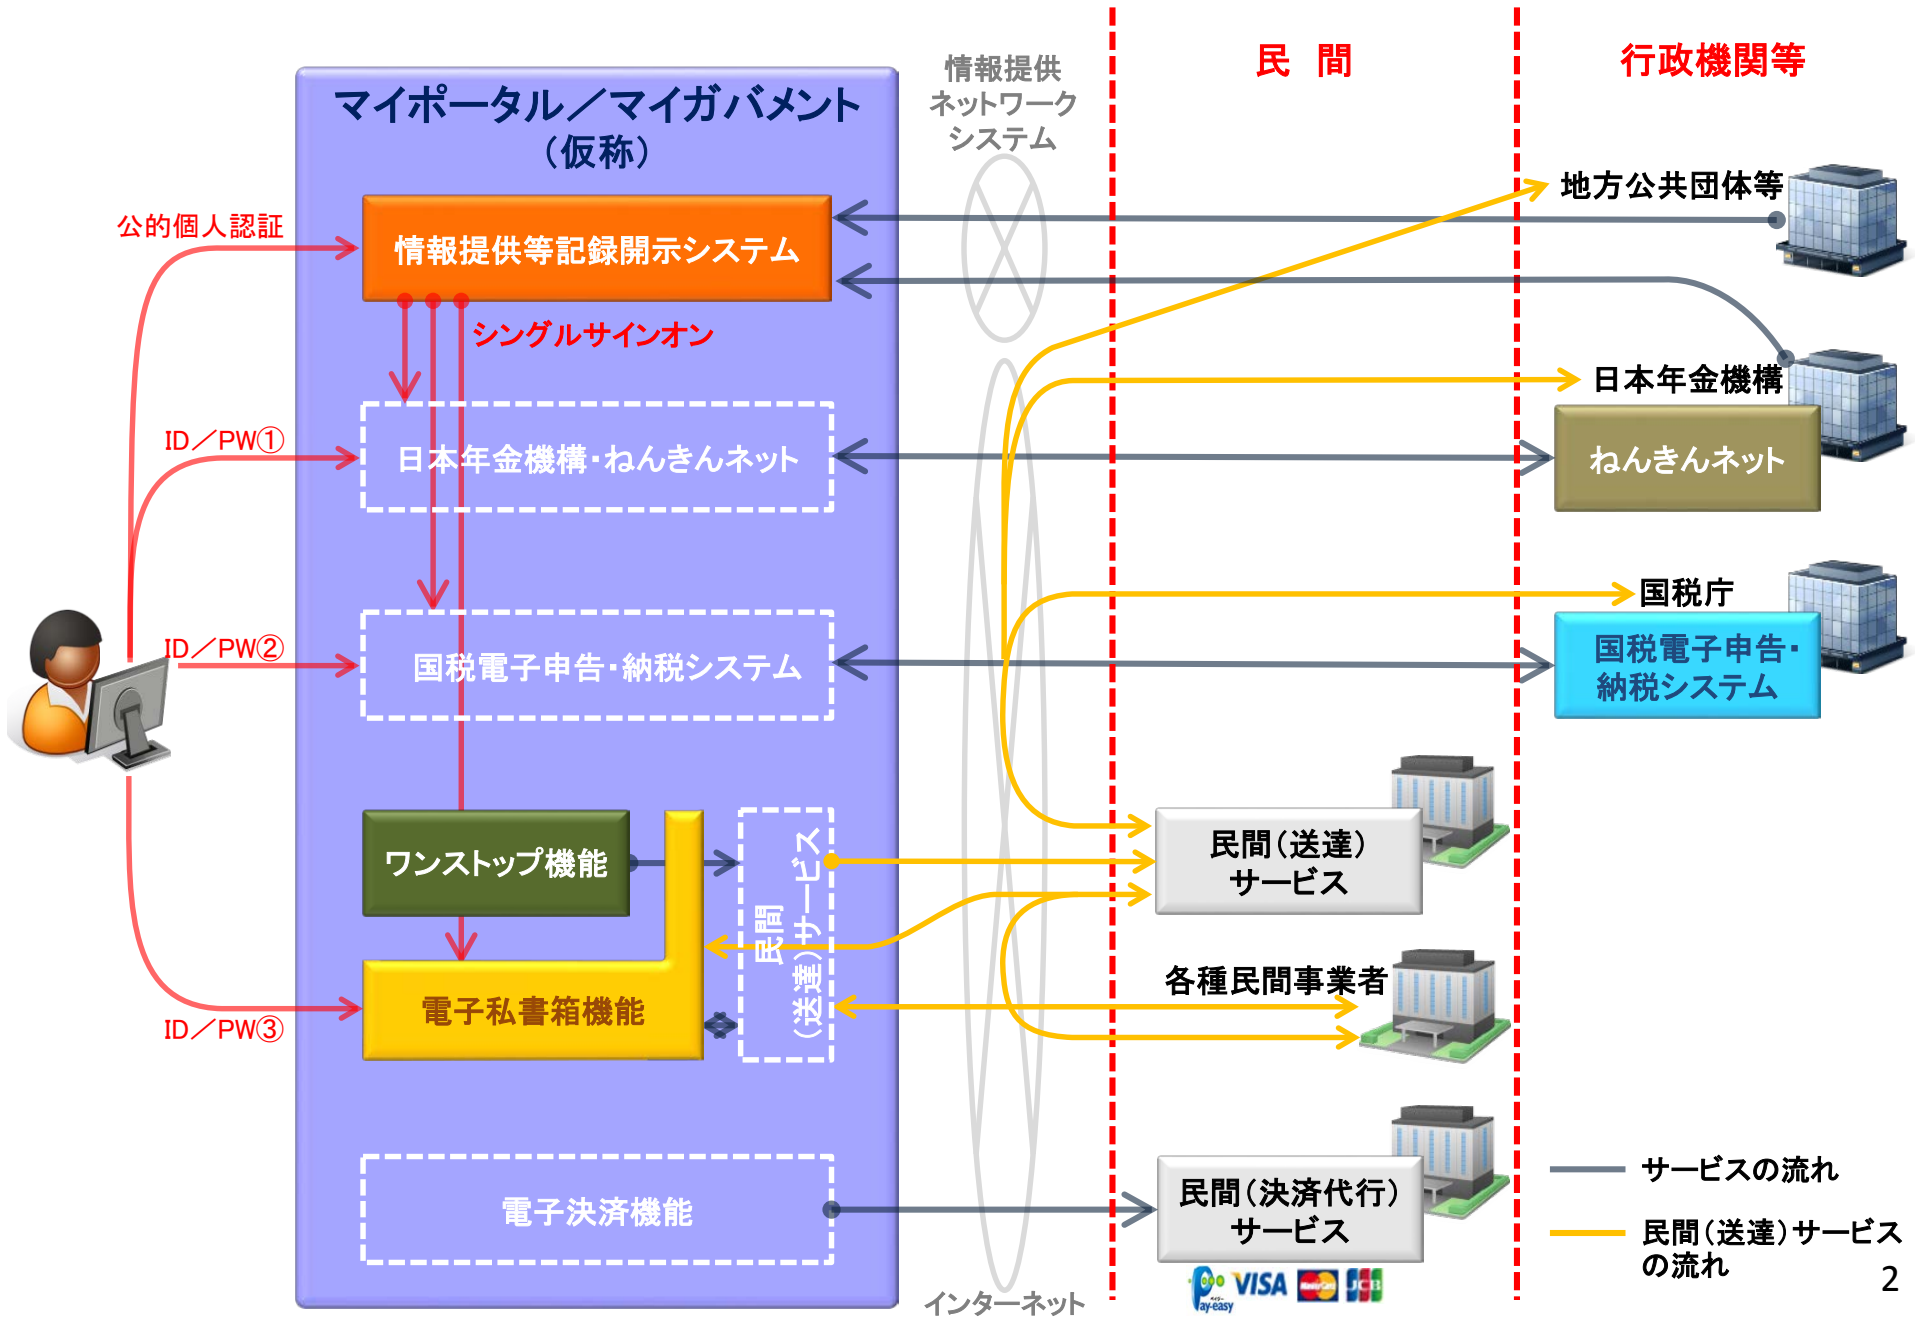 マイポータル／マイガバメント
（仮称）
情報提供
ネットワーク
システム
民　間
行政機関等
公的個人認証
情報提供等記録開示システム
地方公共団体等
シングルサインオン
日本年金機構
ID／PW①
日本年金機構・ねんきんネット
ねんきんネット
国税庁
ID／PW②
国税電子申告・納税システム
国税電子申告・
納税システム
ワンストップ機能
民間
（送達）サービス
民間（送達）
サービス
各種民間事業者
電子私書箱機能
ID／PW③
電子決済機能
民間（決済代行）
サービス
Pay-easy
ペイジー
VISA
MasterCard
JCB
インターネット
サービスの流れ
民間（送達）サービス
の流れ
2